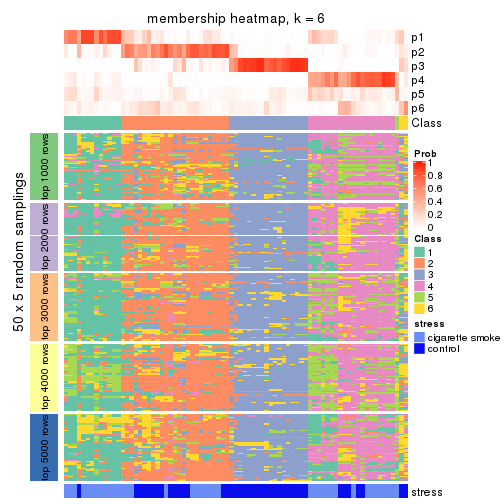 membership heatmap, k = 6
p1
p2
p3
p4
p5
p6
Class
50 x 5 random samplings
top 1000 rows
top 2000 rows
top 3000 rows
top 4000 rows
top 5000 rows
stress
Prob
1
0.8
0.6
0.4
0.2
0
Class
1
2
3
4
5
6
stress
cigarette smoke
control